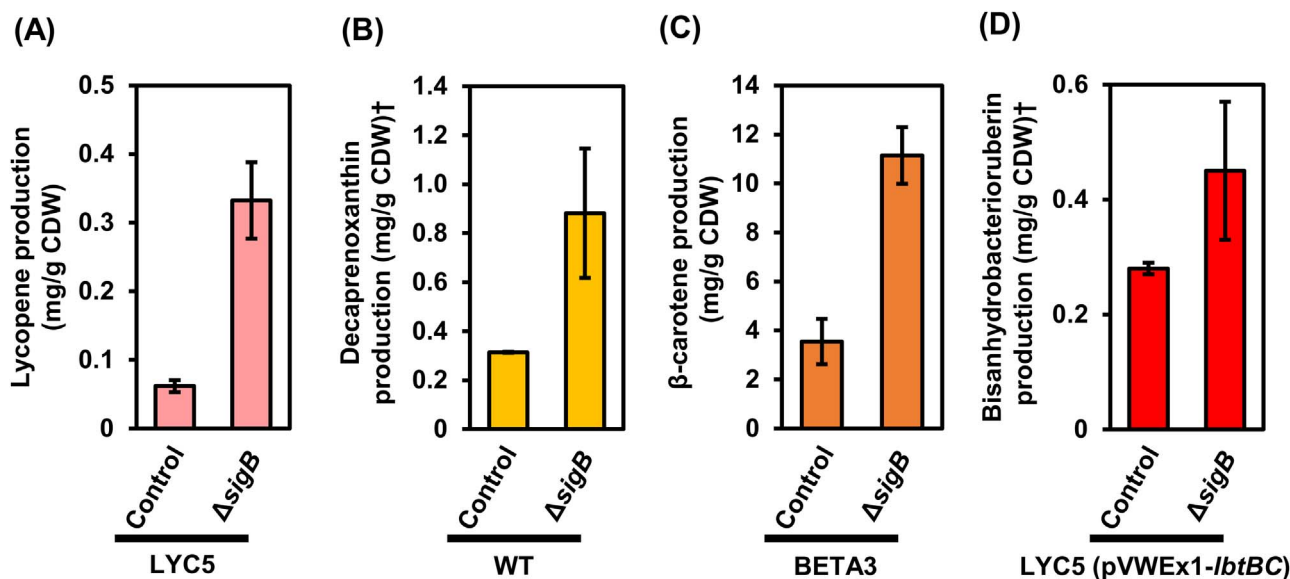 (A)
Lycopene production
(mg/g CDW)
0.5
0.4
0.3
0.2
0.1
0
Control
ΔsigB
LYC5
(B)
Decaprenoxanthin
production (mg/g CDW)†
1.4
1.2
1.0
0.8
0.6
0.4
0.2
0
Control
ΔsigB
WT
(C)
β-carotene production
(mg/g CDW)
14
12
10
8
6
4
2
0
Control
ΔsigB
BETA3
(D)
Bisanhydrobacterioruberin
production (mg/g CDW)†
0.6
0.4
0.2
0
Control
ΔsigB
LYC5 (pVWEx1-lbtBC)